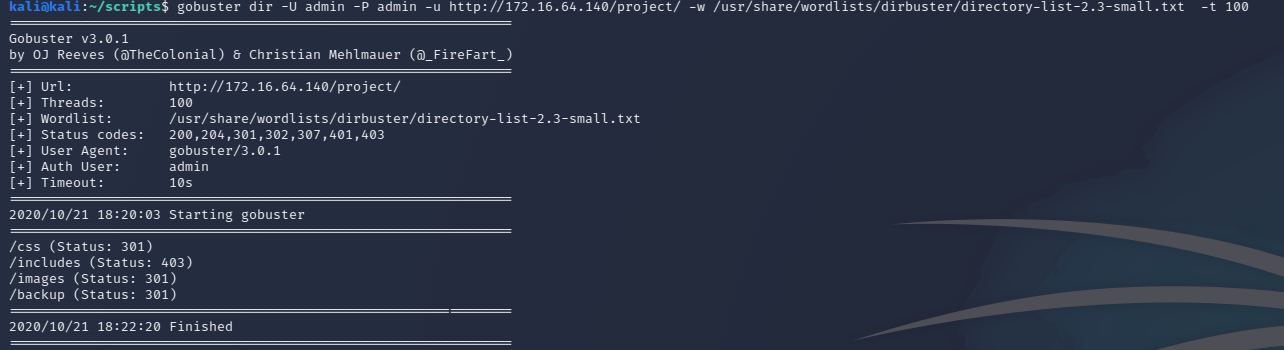 kali@kali:~/scripts$ gobuster dir -U admin -P admin -u http://172.16.64.140/project/ -w /usr/share/wordlists/dirbuster/directory-list-2.3-small.txt  -t 100
===============================================================
Gobuster v3.0.1
by OJ Reeves (@TheColonial) & Christian Mehlmauer (@_FireFart_)
===============================================================
[+] Url:            http://172.16.64.140/project/
[+] Threads:        100
[+] Wordlist:       /usr/share/wordlists/dirbuster/directory-list-2.3-small.txt
[+] Status codes:   200,204,301,302,307,401,403
[+] User Agent:     gobuster/3.0.1
[+] Auth User:      admin
[+] Timeout:        10s
===============================================================
2020/10/21 18:20:03 Starting gobuster
===============================================================
/css (Status: 301)
/includes (Status: 403)
/images (Status: 301)
/backup (Status: 301)
===============================================================
2020/10/21 18:22:20 Finished
===============================================================